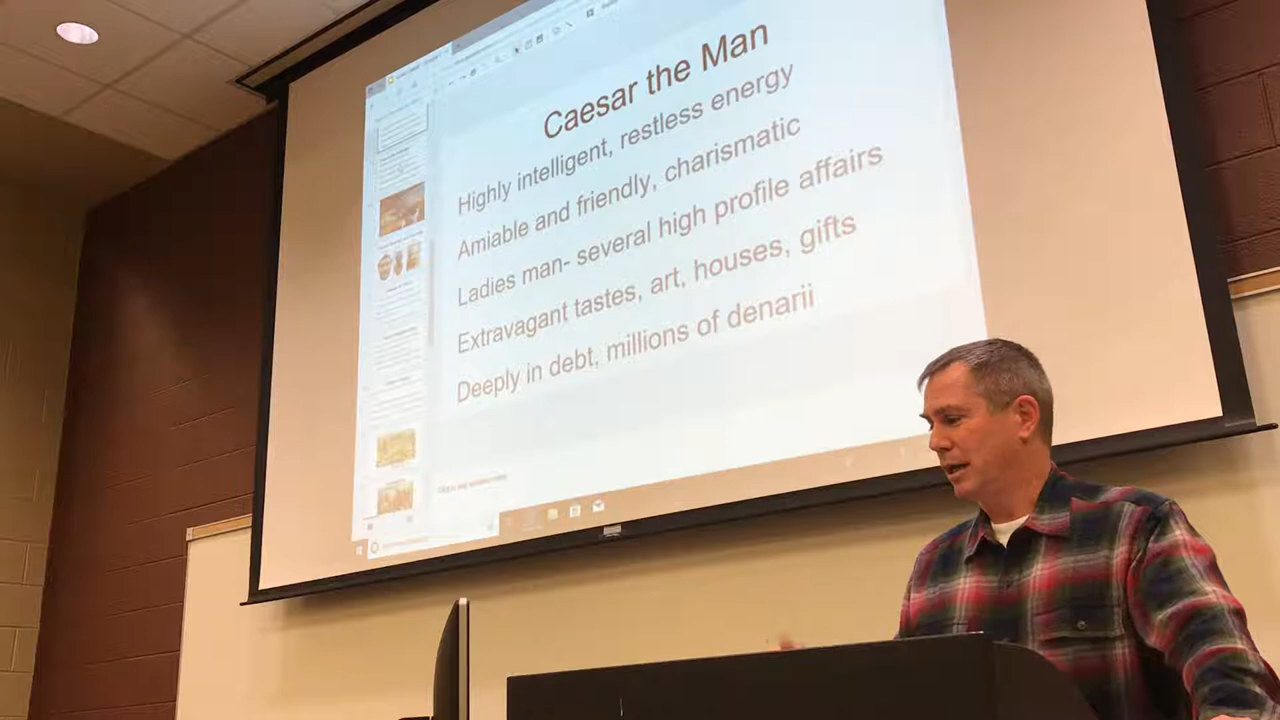 Caesar the Man
Highly intelligent, restless energy
Amiable and friendly, charismatic
Ladies man- several high profile affairs
Extravagant tastes, art, houses, gifts
Deeply in debt, millions of denarii